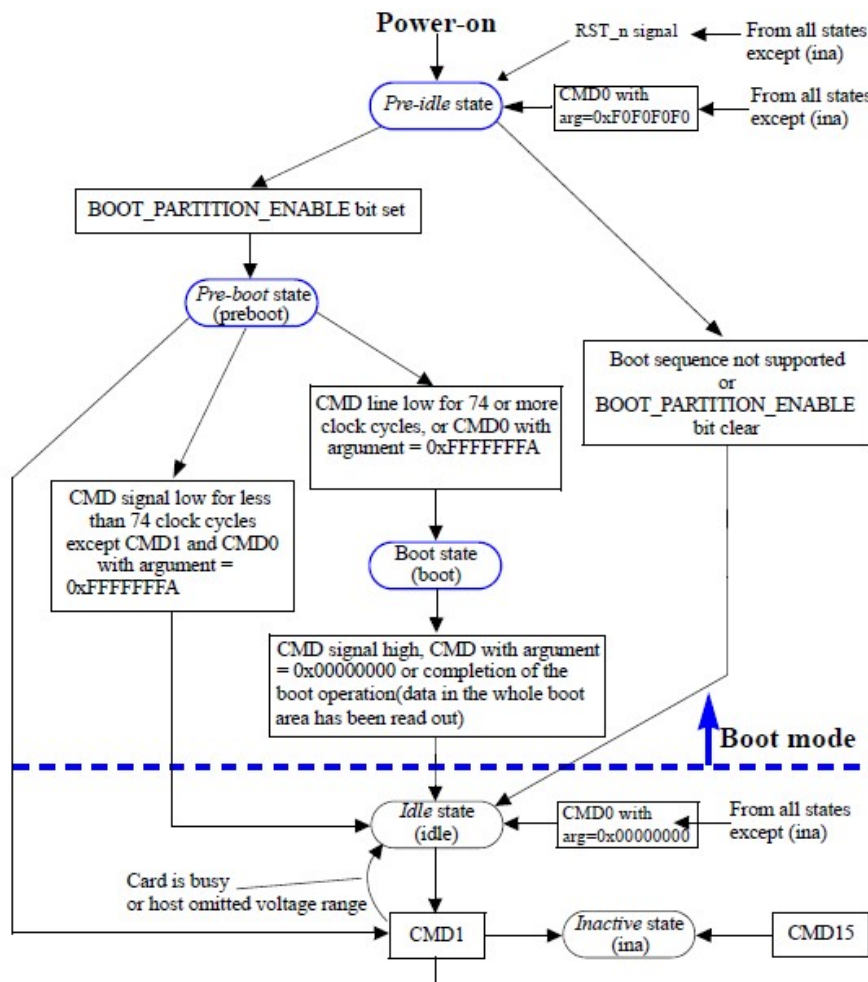 Power-on
RST_n signal
From all states
except (ina)
Pre-idle state
CMD0 with
arg=0xF0F0F0F0
From all states
except (ina)
BOOT_PARTITION_ENABLE bit set
Pre-boot state
(preboot)
Boot sequence not supported
or
BOOT_PARTITION_ENABLE
bit clear
CMD line low for 74 or more
clock cycles, or CMD0 with
argument = 0xFFFFFFFA
CMD signal low for less
than 74 clock cycles
except CMD1 and CMD0
with argument =
0xFFFFFFFA
Boot state
(boot)
CMD signal high, CMD with argument
= 0x00000000 or completion of the
boot operation(data in the whole boot
area has been read out)
Boot mode
Idle state
(idle)
CMD0 with
arg=0x00000000
From all states
except (ina)
Card is busy
or host omitted voltage range
CMD1
Inactive state
(ina)
CMD15